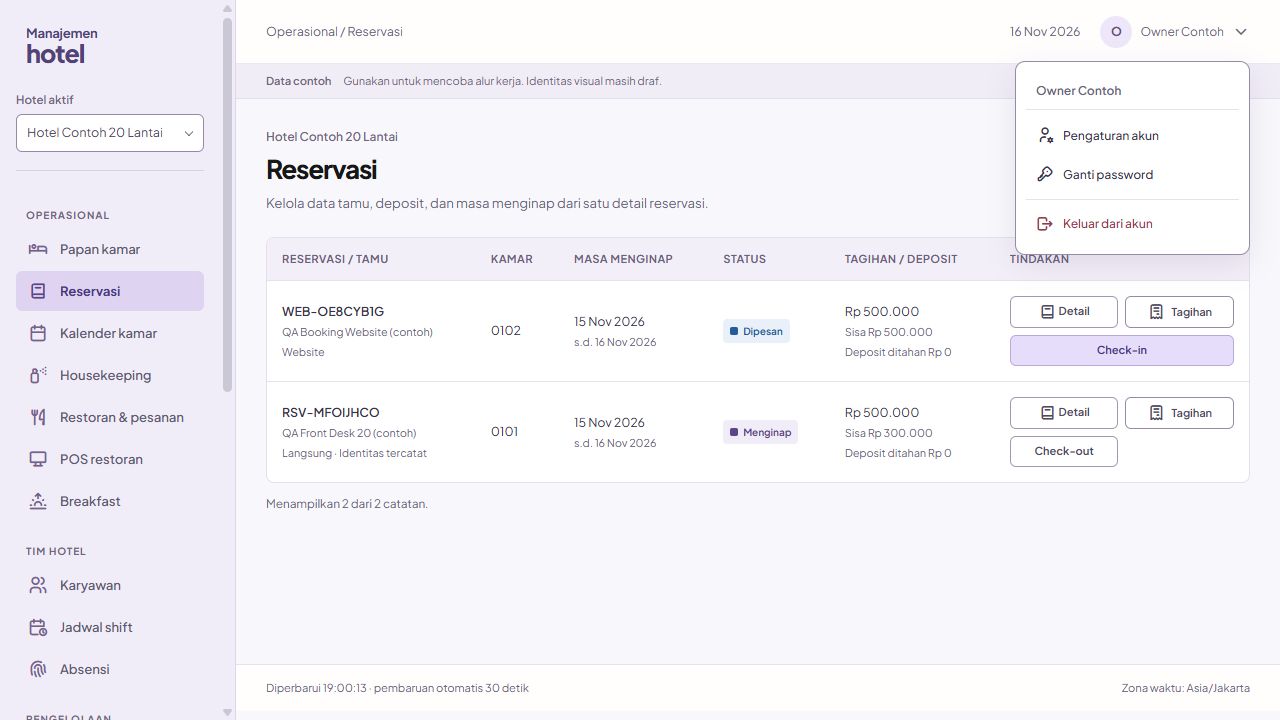 Manajemen
hotel
Hotel aktif
Hotel Contoh 20 Lantai
OPERASIONAL
Papan kamar
Reservasi
Kalender kamar
Housekeeping
Restoran & pesanan
POS restoran
Breakfast
TIM HOTEL
Karyawan
Jadwal shift
Absensi
PENGELOLAAN
Operasional / Reservasi
16 Nov 2026
O
Owner Contoh
Data contoh Gunakan untuk mencoba alur kerja. Identitas visual masih draf.
Owner Contoh
Pengaturan akun
Ganti password
Keluar dari akun
Hotel Contoh 20 Lantai
Reservasi
Kelola data tamu, deposit, dan masa menginap dari satu detail reservasi.
RESERVASI / TAMU KAMAR MASA MENGINAP STATUS TAGIHAN / DEPOSIT TINDAKAN
WEB-OE8CYB1G
QA Booking Website (contoh)
Website
0102
15 Nov 2026
s.d. 16 Nov 2026
Dipesan
Rp 500.000
Sisa Rp 500.000
Deposit ditahan Rp 0
Detail
Tagihan
Check-in
RSV-MFOIJHCO
QA Front Desk 20 (contoh)
Langsung · Identitas tercatat
0101
15 Nov 2026
s.d. 16 Nov 2026
Menginap
Rp 500.000
Sisa Rp 300.000
Deposit ditahan Rp 0
Detail
Tagihan
Check-out
Menampilkan 2 dari 2 catatan.
Diperbarui 19:00:13 · pembaruan otomatis 30 detik
Zona waktu: Asia/Jakarta